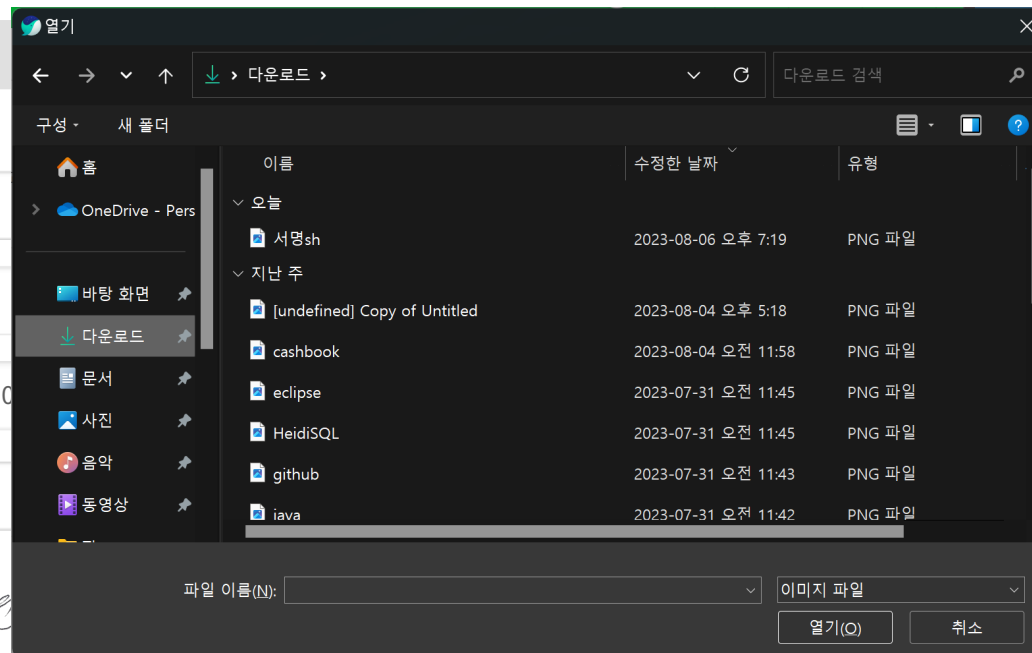 열기
다운로드
다운로드 검색
구성
새 폴더
이름 수정한 날짜 유형
홈
OneDrive - Pers
바탕 화면
다운로드
문서
사진
음악
동영상
오늘
서명sh 2023-08-06 오후 7:19 PNG 파일
지난 주
[undefined] Copy of Untitled 2023-08-04 오후 5:18 PNG 파일
cashbook 2023-08-04 오전 11:58 PNG 파일
eclipse 2023-07-31 오전 11:45 PNG 파일
HeidiSQL 2023-07-31 오전 11:45 PNG 파일
github 2023-07-31 오전 11:43 PNG 파일
java 2023-07-31 오전 11:42 PNG 파일
파일 이름(N):
이미지 파일
열기(O) 취소